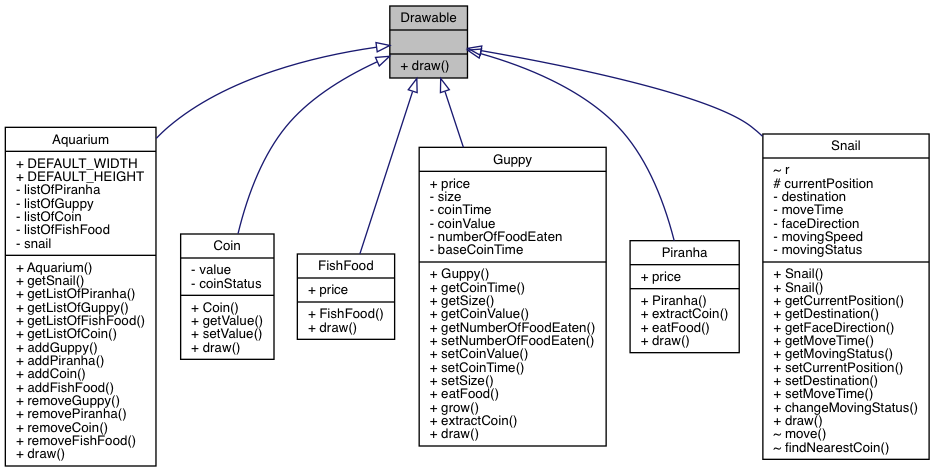 Drawable
+ draw()
Aquarium
+ DEFAULT_WIDTH
+ DEFAULT_HEIGHT
- listOfPiranha
- listOfGuppy
- listOfCoin
- listOfFishFood
- snail
+ Aquarium()
+ getSnail()
+ getListOfPiranha()
+ getListOfGuppy()
+ getListOfFishFood()
+ getListOfCoin()
+ addGuppy()
+ addPiranha()
+ addCoin()
+ addFishFood()
+ removeGuppy()
+ removePiranha()
+ removeCoin()
+ removeFishFood()
+ draw()
Coin
- value
- coinStatus
+ Coin()
+ getValue()
+ setValue()
+ draw()
FishFood
+ price
+ FishFood()
+ draw()
Guppy
+ price
- size
- coinTime
- coinValue
- numberOfFoodEaten
- baseCoinTime
+ Guppy()
+ getCoinTime()
+ getSize()
+ getCoinValue()
+ getNumberOfFoodEaten()
+ setNumberOfFoodEaten()
+ setCoinValue()
+ setCoinTime()
+ setSize()
+ eatFood()
+ grow()
+ extractCoin()
+ draw()
Piranha
+ price
+ Piranha()
+ extractCoin()
+ eatFood()
+ draw()
Snail
~ r
# currentPosition
- destination
- moveTime
- faceDirection
- movingSpeed
- movingStatus
+ Snail()
+ Snail()
+ getCurrentPosition()
+ getDestination()
+ getFaceDirection()
+ getMoveTime()
+ getMovingStatus()
+ setCurrentPosition()
+ setDestination()
+ setMoveTime()
+ changeMovingStatus()
+ draw()
~ move()
~ findNearestCoin()